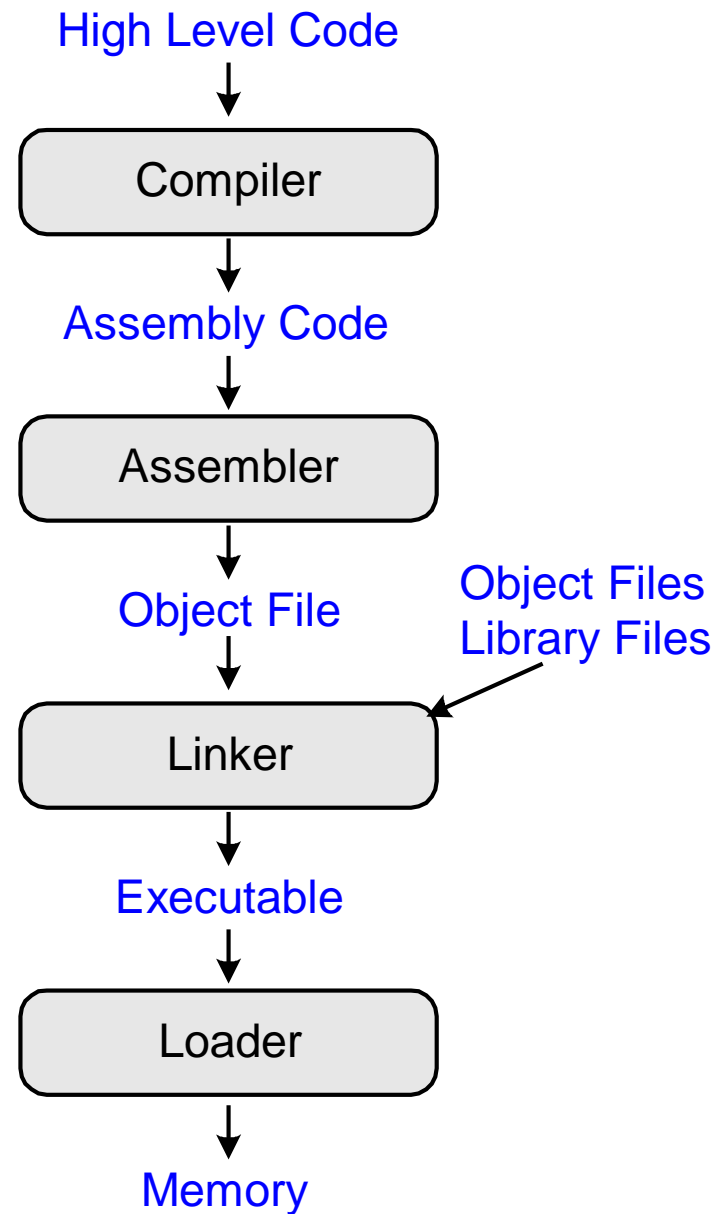 High Level Code
Compiler
Assembly Code
Assembler
Object File
Object Files
Library Files
Linker
Executable
Loader
Memory